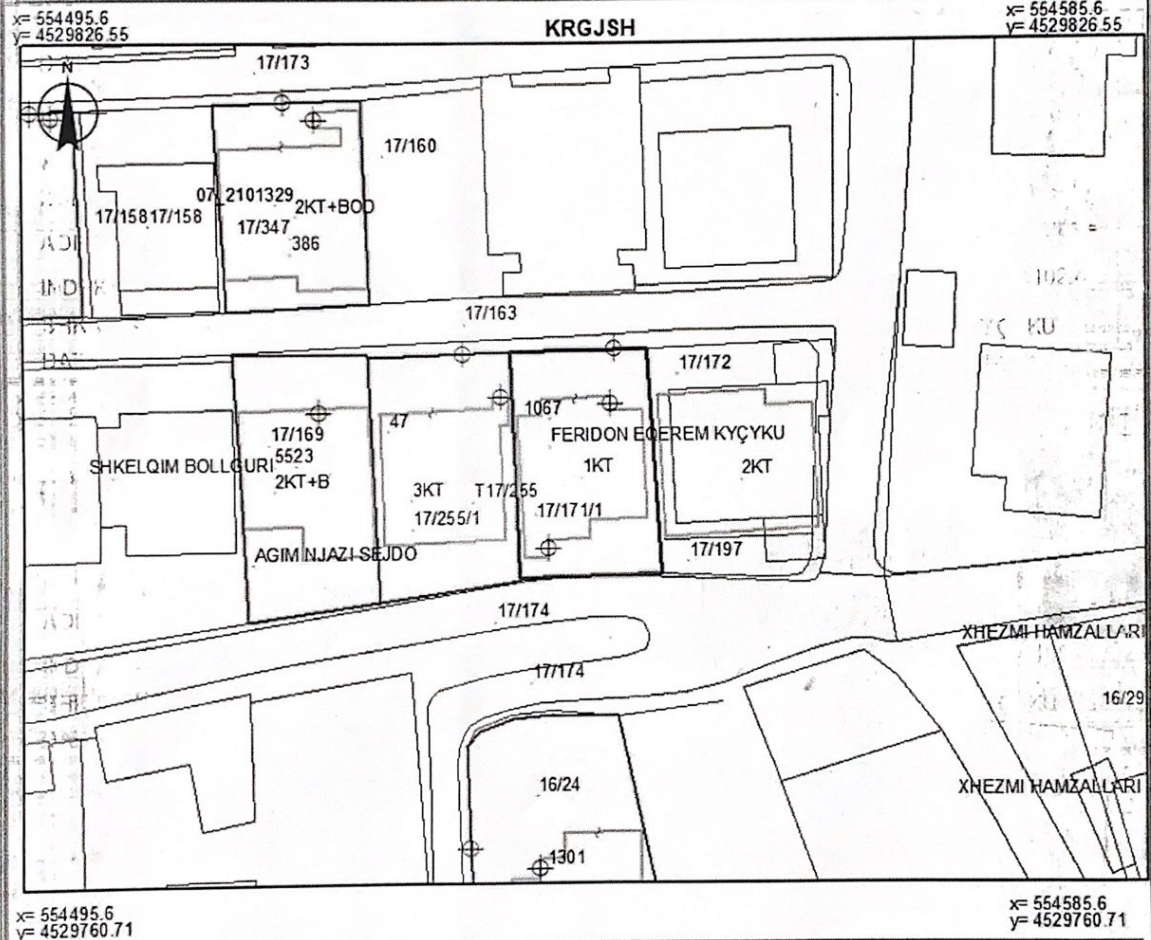 x= 554495.6
y= 4529826.55
KRGJSH
x= 554585.6
y= 4529826.55
17/173
N
17/160
07_2101329
2KT+BOD
17/158 17/158
17/347
386
17/163
17/172
47
1067
17/169
FERIDON EQEREM KYÇYKU
5523
SHKELQIM BOLLGURI
1KT
2KT
2KT+B
3KT
T17/255
17/255/1
17/171/1
AGIM NJAZI SEJDO
17/197
17/174
XHEZMI HAMZALLARI
17/174
16/29
16/24
XHEZMI HAMZALLARI
1301
x= 554495.6
y= 4529760.71
x= 554585.6
y= 4529760.71